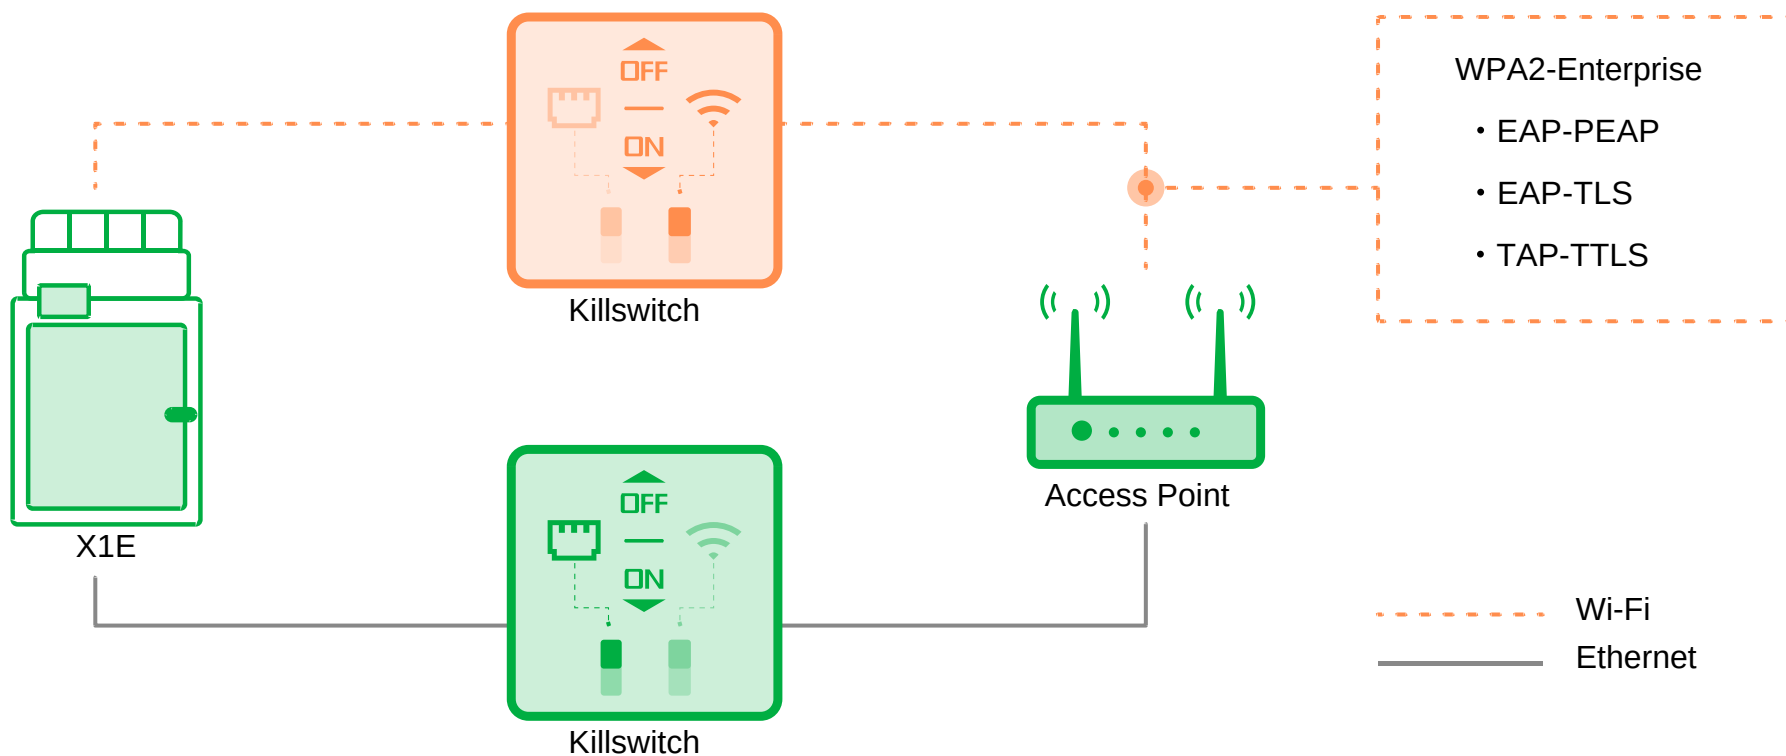 OFF
ON
Killswitch
WPA2-Enterprise
• EAP-PEAP
• EAP-TLS
• TAP-TTLS
X1E
Access Point
OFF
ON
Killswitch
Wi-Fi
Ethernet